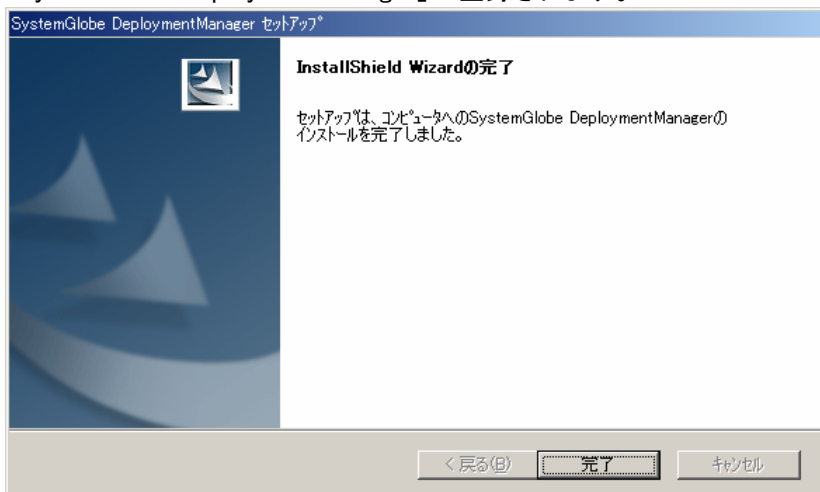 SystemGlobe DeploymentManager セットアップ
InstallShield Wizardの完了
セットアップは、コンピュータへのSystemGlobe DeploymentManagerの
インストールを完了しました。
< 戻る(B)
完了
キャンセル